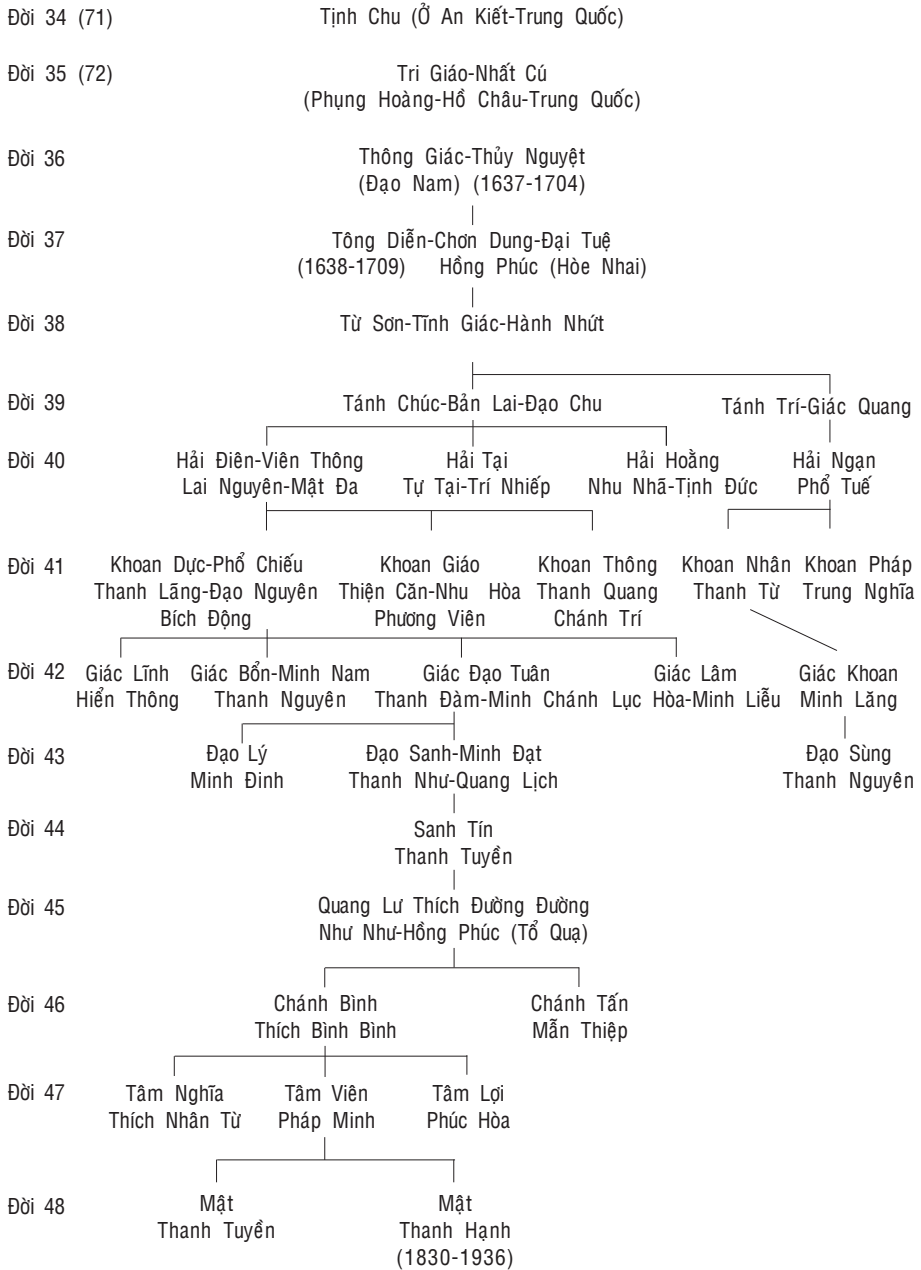 Đời 34 (71) Tịnh Chu (Ở An Kiết-Trung Quốc)
Đời 35 (72) Tri Giáo-Nhất Cú
(Phụng Hoàng-Hồ Châu-Trung Quốc)
Đời 36 Thông Giác-Thủy Nguyệt
(Đạo Nam) (1637-1704)
Đời 37 Tông Diễn-Chơn Dung-Đại Tuệ
(1638-1709) Hồng Phúc (Hòe Nhai)
Đời 38 Từ Sơn-Tĩnh Giác-Hành Nhứt
Đời 39 Tánh Chúc-Bản Lai-Đạo Chu Tánh Trí-Giác Quang
Đời 40 Hải Điên-Viên Thông Hải Tại Hải Hoằng Hải Ngạn
Lai Nguyên-Mật Đa Tự Tại-Trí Nhiếp Nhu Nhã-Tịnh Đức Phổ Tuế
Đời 41 Khoan Dực-Phổ Chiếu Khoan Giáo Khoan Thông Khoan Nhân Khoan Pháp
Thanh Lãng-Đạo Nguyên Thiện Căn-Nhu Hòa Thanh Quang Thanh Từ Trung Nghĩa
Bích Động Phương Viên Chánh Trí
Đời 42 Giác Lĩnh Giác Bổn-Minh Nam Giác Đạo Tuân Giác Lâm Giác Khoan
Hiển Thông Thanh Nguyên Thanh Đàm-Minh Chánh Lục Hòa-Minh Liễu Minh Lăng
Đời 43 Đạo Lý Đạo Sanh-Minh Đạt Đạo Sùng
Minh Đinh Thanh Như-Quang Lịch Thanh Nguyên
Đời 44 Sanh Tín
Thanh Tuyền
Đời 45 Quang Lư Thích Đường Đường
Như Như-Hồng Phúc (Tổ Quạ)
Đời 46 Chánh Bình Chánh Tấn
Thích Bình Bình Mẫn Thiệp
Đời 47 Tâm Nghĩa Tâm Viên Tâm Lợi
Thích Nhân Từ Pháp Minh Phúc Hòa
Đời 48 Mật Mật
Thanh Tuyền Thanh Hạnh
(1830-1936)